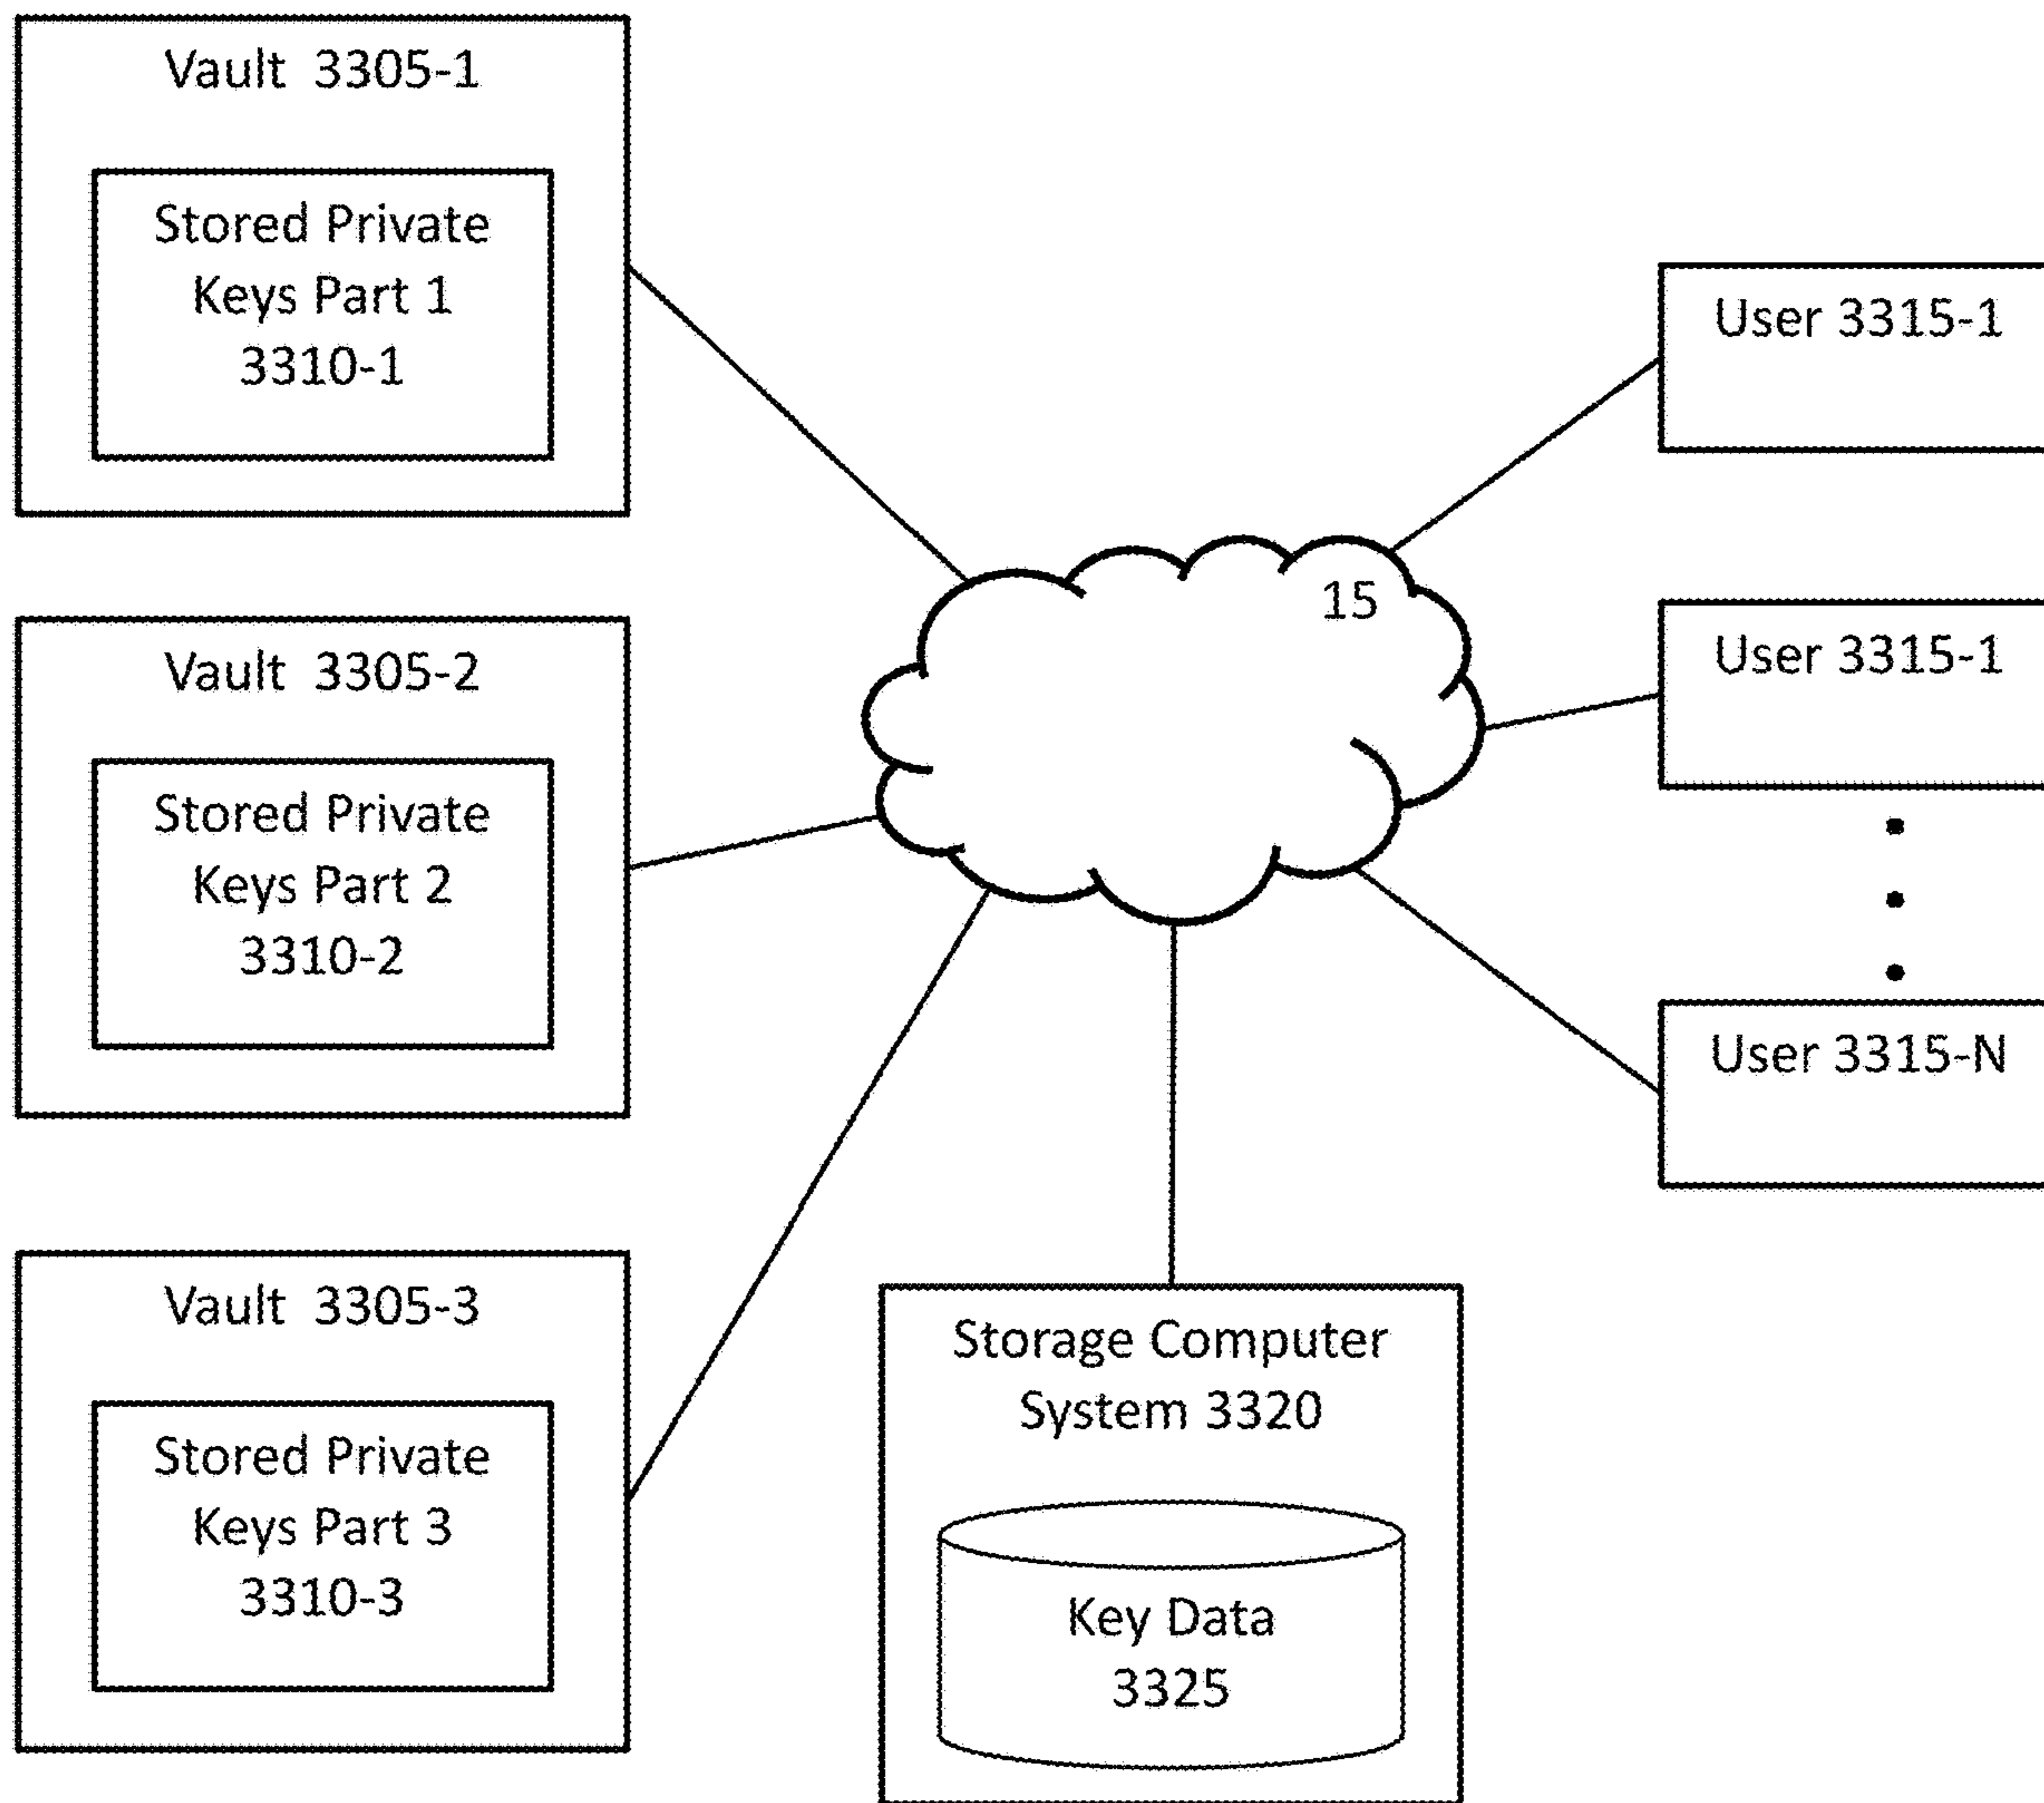 Vault 3305-1
Stored Private
Keys Part 1
3310-1
Vault 3305-2
Stored Private
Keys Part 2
3310-2
Vault 3305-3
Stored Private
Keys Part 3
3310-3
15
User 3315-1
User 3315-1
User 3315-N
Storage Computer
System 3320
Key Data
3325